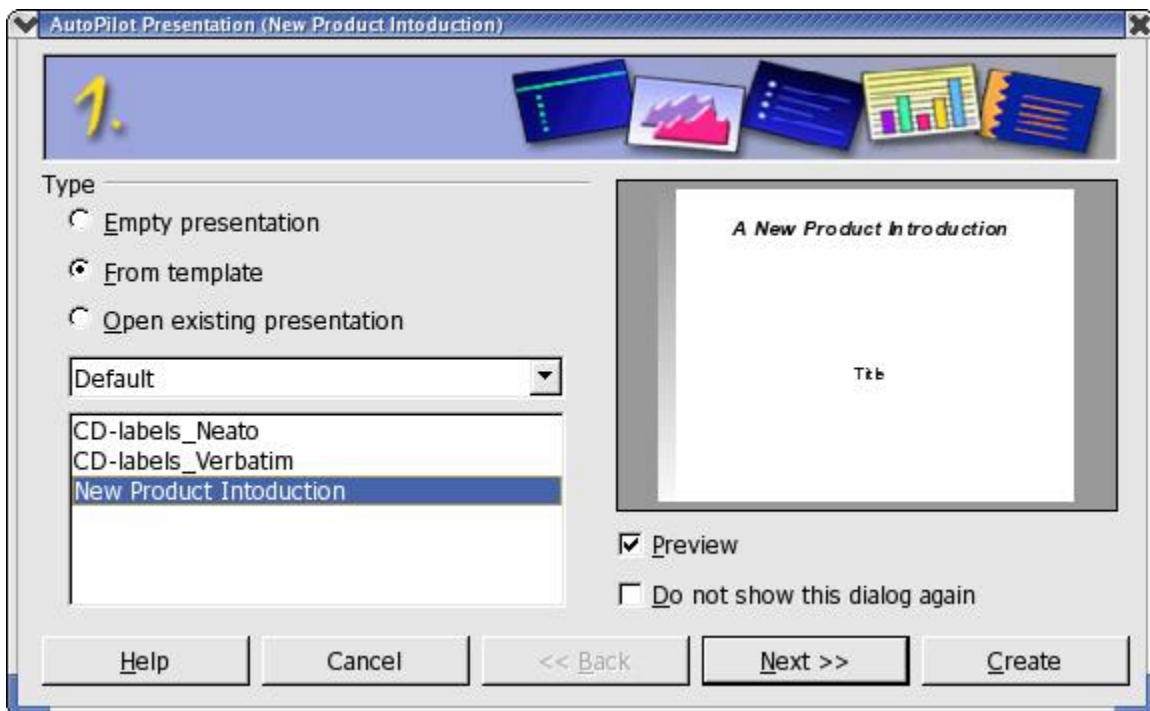 AutoPilot Presentation (New Product Intoduction)
1.
Type
Empty presentation
From template
Open existing presentation
Default
CD-labels_Neato
CD-labels_Verbatim
New Product Intoduction
A New Product Introduction
Title
Preview
Do not show this dialog again
Help
Cancel
<< Back
Next >>
Create